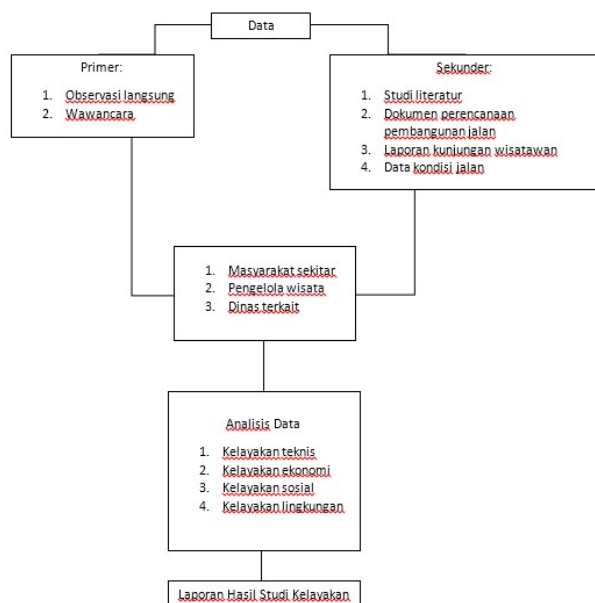 Data
Primer:
1. Observasi langsung
2. Wawancara
Sekunder:
1. Studi literatur
2. Dokumen perencanaan
pembangunan jalan
3. Laporan kunjungan wisatawan
4. Data kondisi jalan
1. Masyarakat sekitar
2. Pengelola wisata
3. Dinas terkait
Analisis Data
1. Kelayakan teknis
2. Kelayakan ekonomi
3. Kelayakan sosial
4. Kelayakan lingkungan
Laporan Hasil Studi Kelayakan